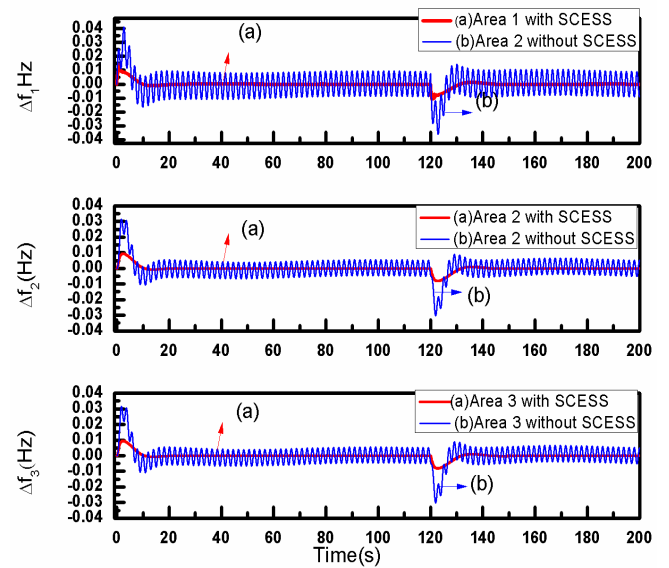 (a)Area 1 with SCESS
(b)Area 2 without SCESS
(a)
(b)
Δf1Hz
0.04
0.03
0.02
0.01
0.00
-0.01
-0.02
-0.03
-0.04
0 20 40 60 80 100 120 140 160 180 200
(a)Area 2 with SCESS
(b)Area 2 without SCESS
(a)
(b)
Δf2(Hz)
0.04
0.03
0.02
0.01
0.00
-0.01
-0.02
-0.03
-0.04
0 20 40 60 80 100 120 140 160 180 200
(a)Area 3 with SCESS
(b)Area 3 without SCESS
(a)
(b)
Δf3(Hz)
0.04
0.03
0.02
0.01
0.00
-0.01
-0.02
-0.03
-0.04
0 20 40 60 80 100 120 140 160 180 200
Time(s)